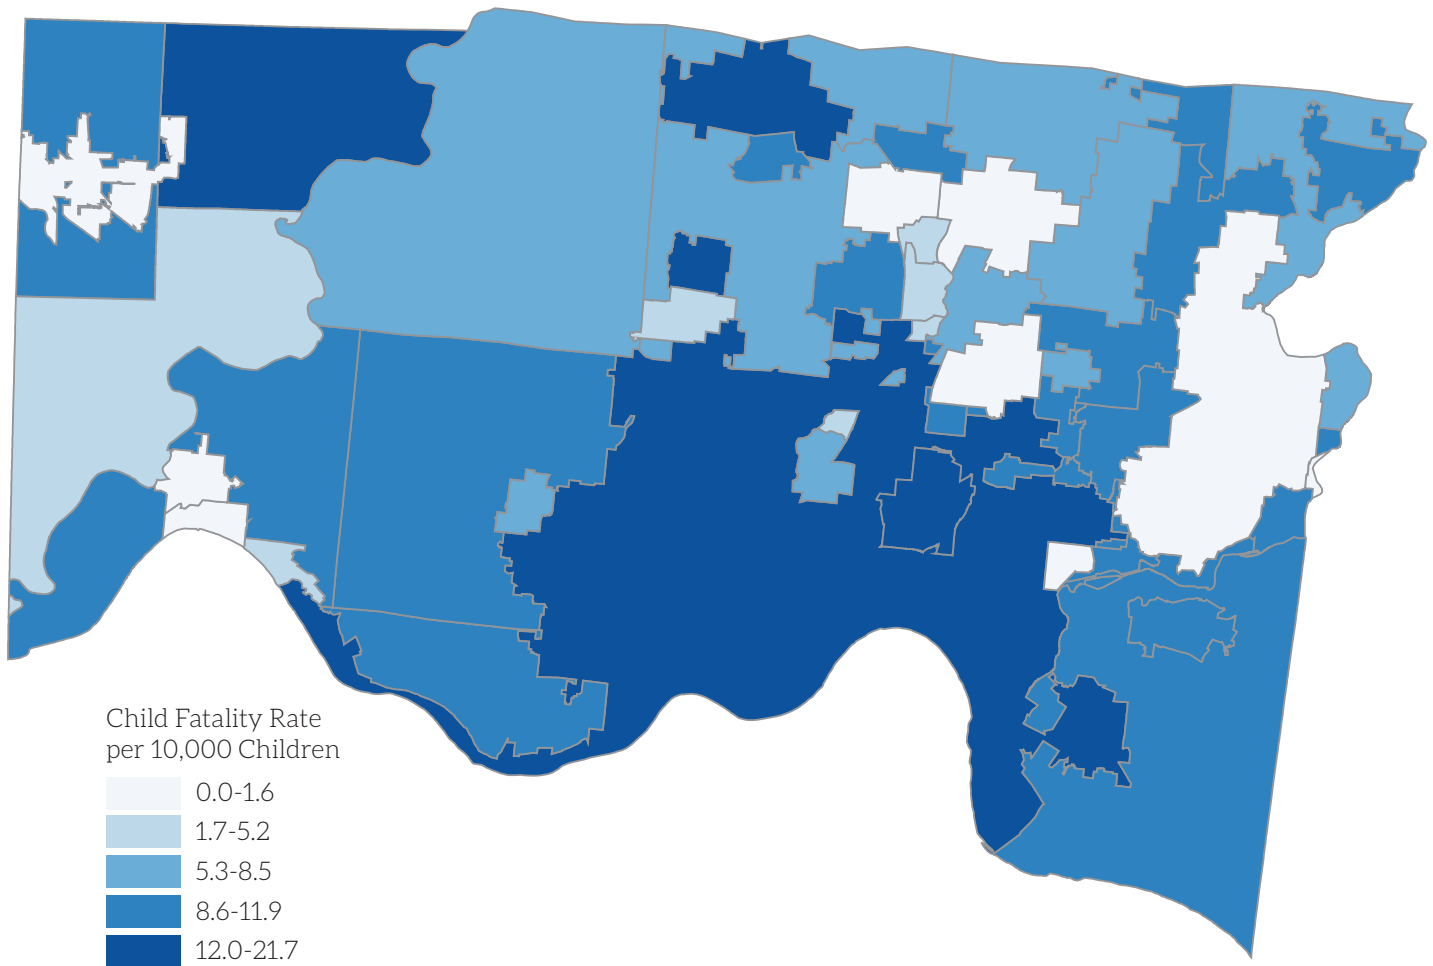 Child Fatality Rate
per 10,000 Children
0.0-1.6
1.7-5.2
5.3-8.5
8.6-11.9
12.0-21.7